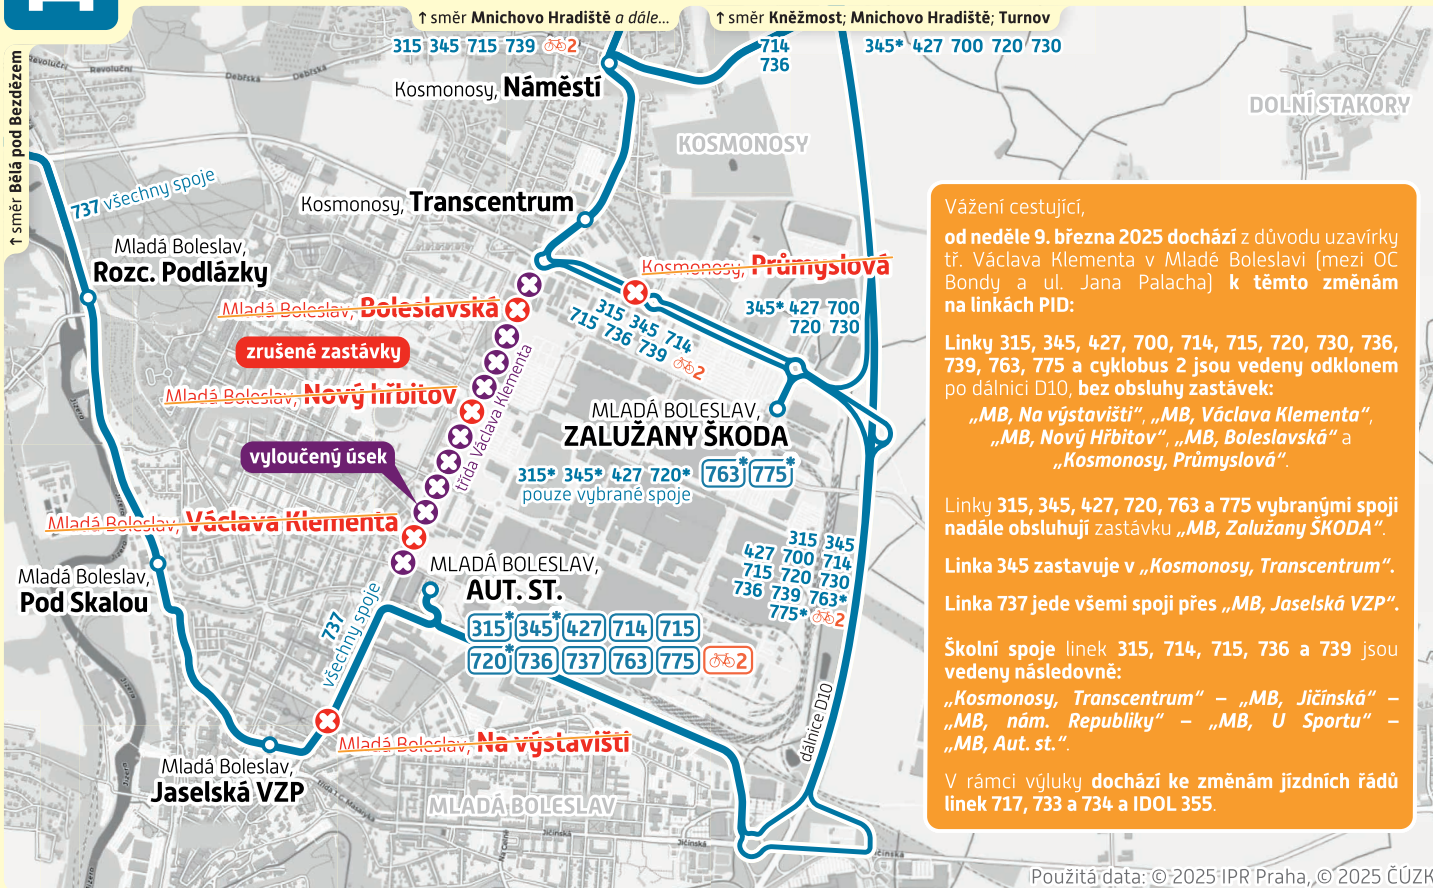 ↑ směr Mnichovo Hradiště a dále...
↑ směr Kněžmost; Mnichovo Hradiště; Turnov
315 345 715 739 2
714
736
345* 427 700 720 730
↑ směr Bělá pod Bezdězem
Revoluční
Revoluční
Debřská
Debřská
Kosmonosy, Náměstí
KOSMONOSY
DOLNÍ STAKORY
737 všechny spoje
Kosmonosy, Transcentrum
Mladá Boleslav,
Rozc. Podlázky
Kosmonosy, Průmyslová
Mladá Boleslav, Boleslavská
zrušené zastávky
315 345 714
715 736 739 2
345* 427 700
720 730
Mladá Boleslav, Nový hřbitov
třída Václava Klementa
MLADÁ BOLESLAV,
ZALUŽANY ŠKODA
vyloučený úsek
315* 345* 427 720* 763* 775*
pouze vybrané spoje
Jizera
Mladá Boleslav, Václava Klementa
315 345
427 700 714
715 720 730
736 739 763*
775* 2
Mladá Boleslav,
Pod Skalou
MLADÁ BOLESLAV,
AUT. ST.
315* 345* 427 714 715
720* 736 737 763 775 2
737
všechny spoje
Jizera
dálnice D10
Mladá Boleslav, Na výstavišti
Mladá Boleslav,
Jaselská VZP
třída T. G. Masaryka
MLADÁ BOLESLAV
Jičínská
Jičínská
Jičínská
Vážení cestující,
od neděle 9. března 2025 dochází z důvodu uzavírky
tř. Václava Klementa v Mladé Boleslavi (mezi OC
Bondy a ul. Jana Palacha) k těmto změnám
na linkách PID:
Linky 315, 345, 427, 700, 714, 715, 720, 730, 736,
739, 763, 775 a cyklobus 2 jsou vedeny odklonem
po dálnici D10, bez obsluhy zastávek:
„MB, Na výstavišti“, „MB, Václava Klementa“,
„MB, Nový Hřbitov“, „MB, Boleslavská“ a
„Kosmonosy, Průmyslová“.
Linky 315, 345, 427, 720, 763 a 775 vybranými spoji
nadále obsluhují zastávku „MB, Zalužany ŠKODA“.
Linka 345 zastavuje v „Kosmonosy, Transcentrum“.
Linka 737 jede všemi spoji přes „MB, Jaselská VZP“.
Školní spoje linek 315, 714, 715, 736 a 739 jsou
vedeny následovně:
„Kosmonosy, Transcentrum“ – „MB, Jičínská“ –
„MB, nám. Republiky“ – „MB, U Sportu“ –
„MB, Aut. st.“.
V rámci výluky dochází ke změnám jízdních řádů
linek 717, 733 a 734 a IDOL 355.
Použitá data: © 2025 IPR Praha, © 2025 ČÚZK